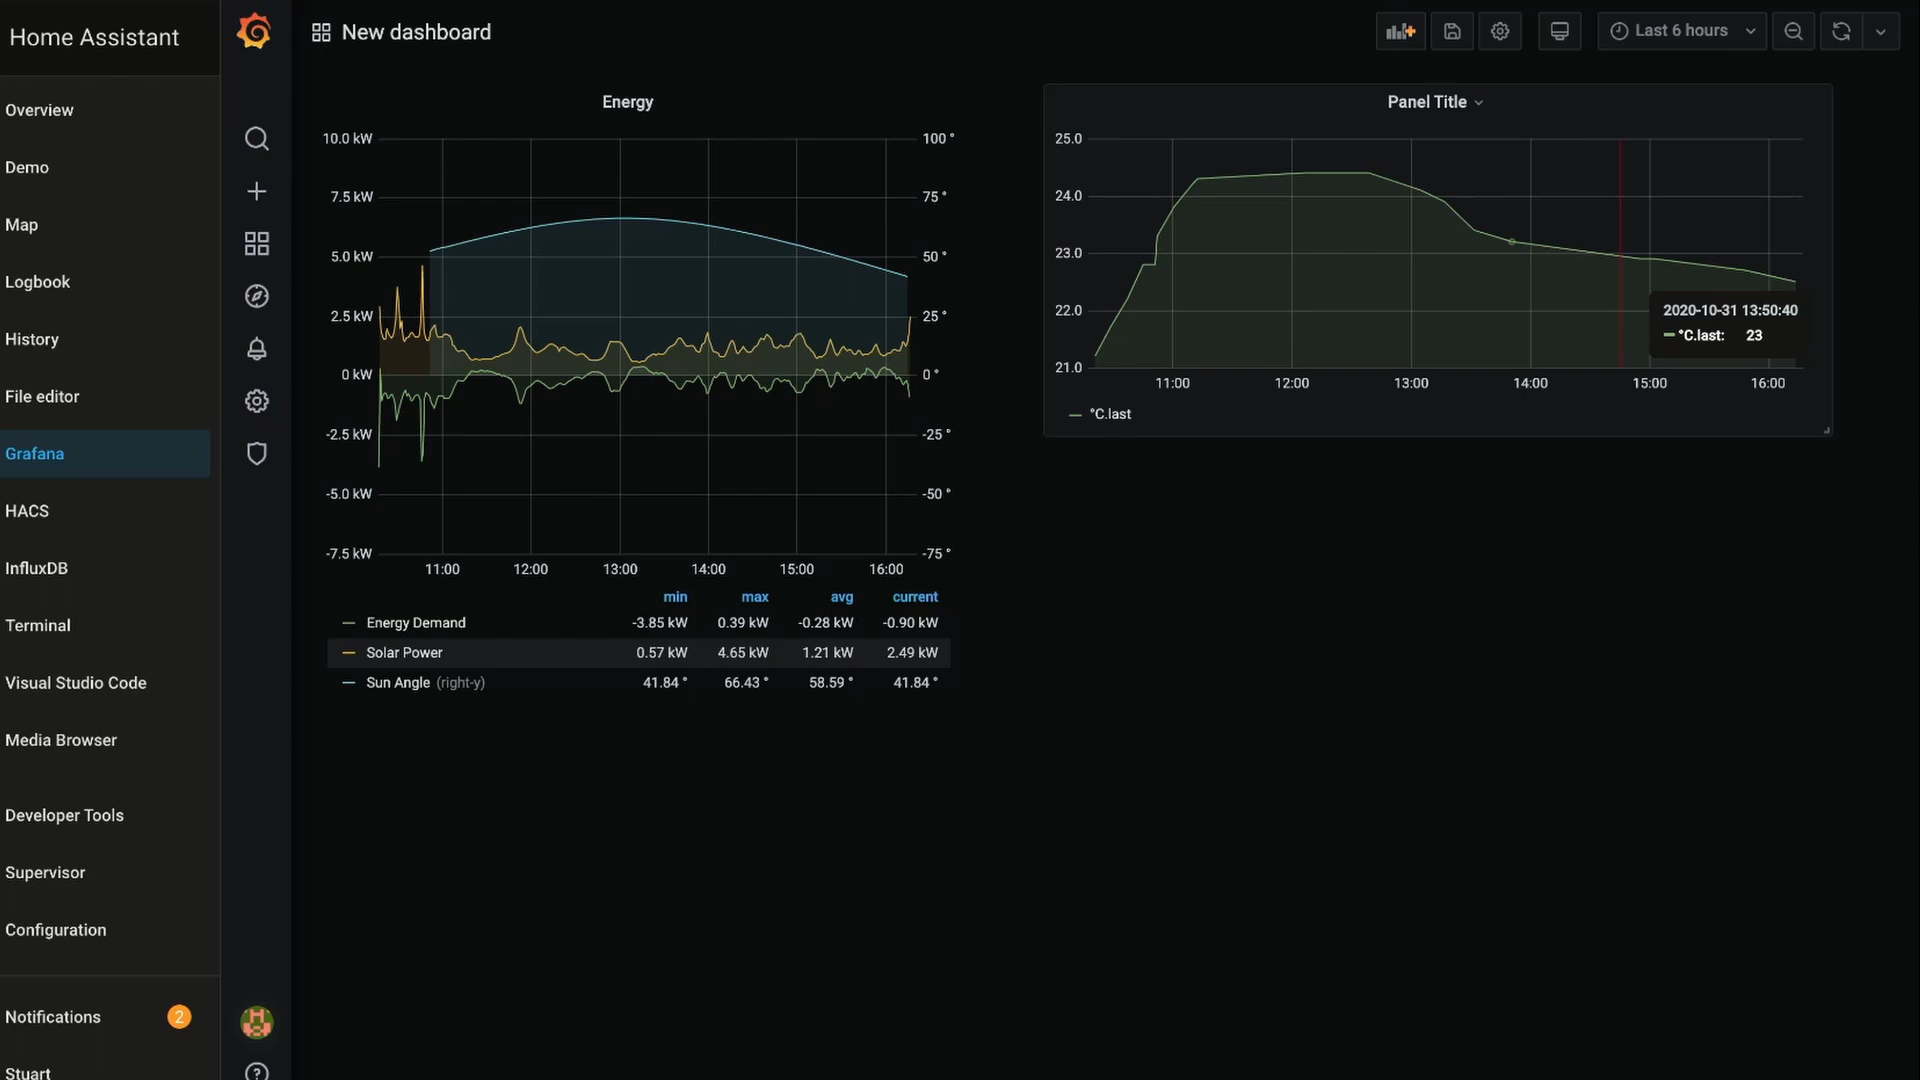 Home Assistant
Overview
Demo
Map
Logbook
History
File editor
Grafana
HACS
InfluxDB
Terminal
Visual Studio Code
Media Browser
Developer Tools
Supervisor
Configuration
Notifications 2
Stuart
New dashboard
Last 6 hours
Energy
10.0 kW 100 °
7.5 kW 75 °
5.0 kW 50 °
2.5 kW 25 °
0 kW 0 °
-2.5 kW -25 °
-5.0 kW -50 °
-7.5 kW -75 °
11:00 12:00 13:00 14:00 15:00 16:00
min max avg current
Energy Demand -3.85 kW 0.39 kW -0.28 kW -0.90 kW
Solar Power 0.57 kW 4.65 kW 1.21 kW 2.49 kW
Sun Angle (right-y) 41.84 ° 66.43 ° 58.59 ° 41.84 °
Panel Title
25.0
24.0
23.0
22.0
21.0
11:00 12:00 13:00 14:00 15:00 16:00
2020-10-31 13:50:40
°C.last: 23
°C.last